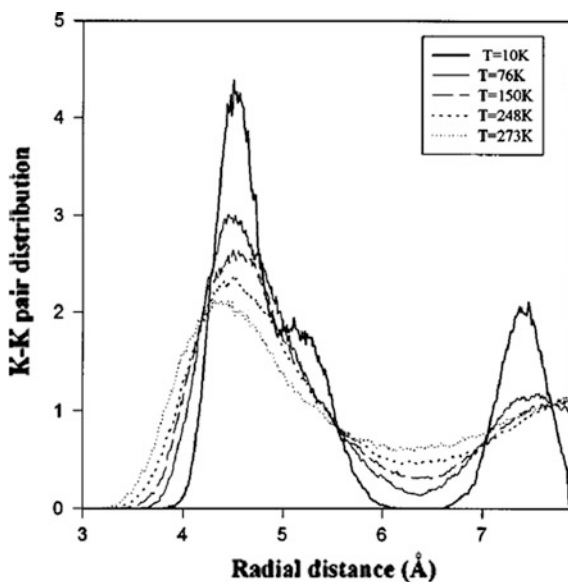 5
4
3
2
1
0
K-K pair distribution
T=10K
T=76K
T=150K
T=248K
T=273K
3 4 5 6 7
Radial distance (Å)